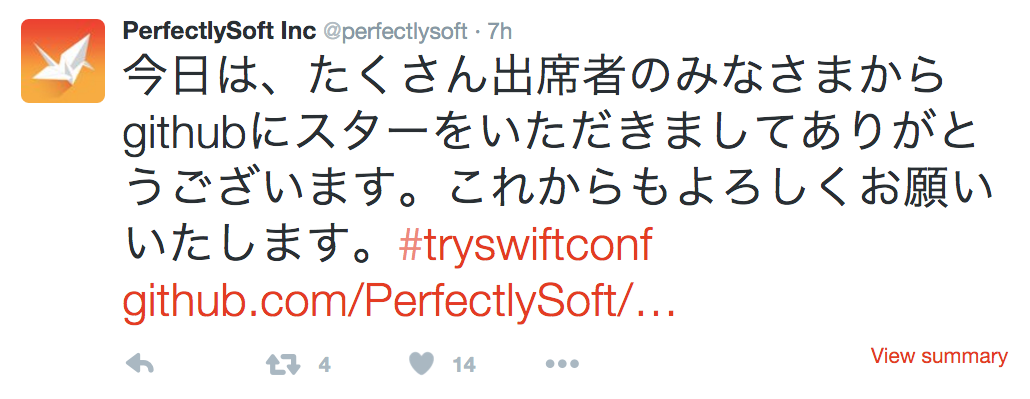 PerfectlySoft Inc @perfectlysoft · 7h
今日は、たくさん出席者のみなさまから
githubにスターをいただきましてありがと
うございます。これからもよろしくお願い
いたします。#tryswiftconf
github.com/PerfectlySoft/…
4 14 View summary